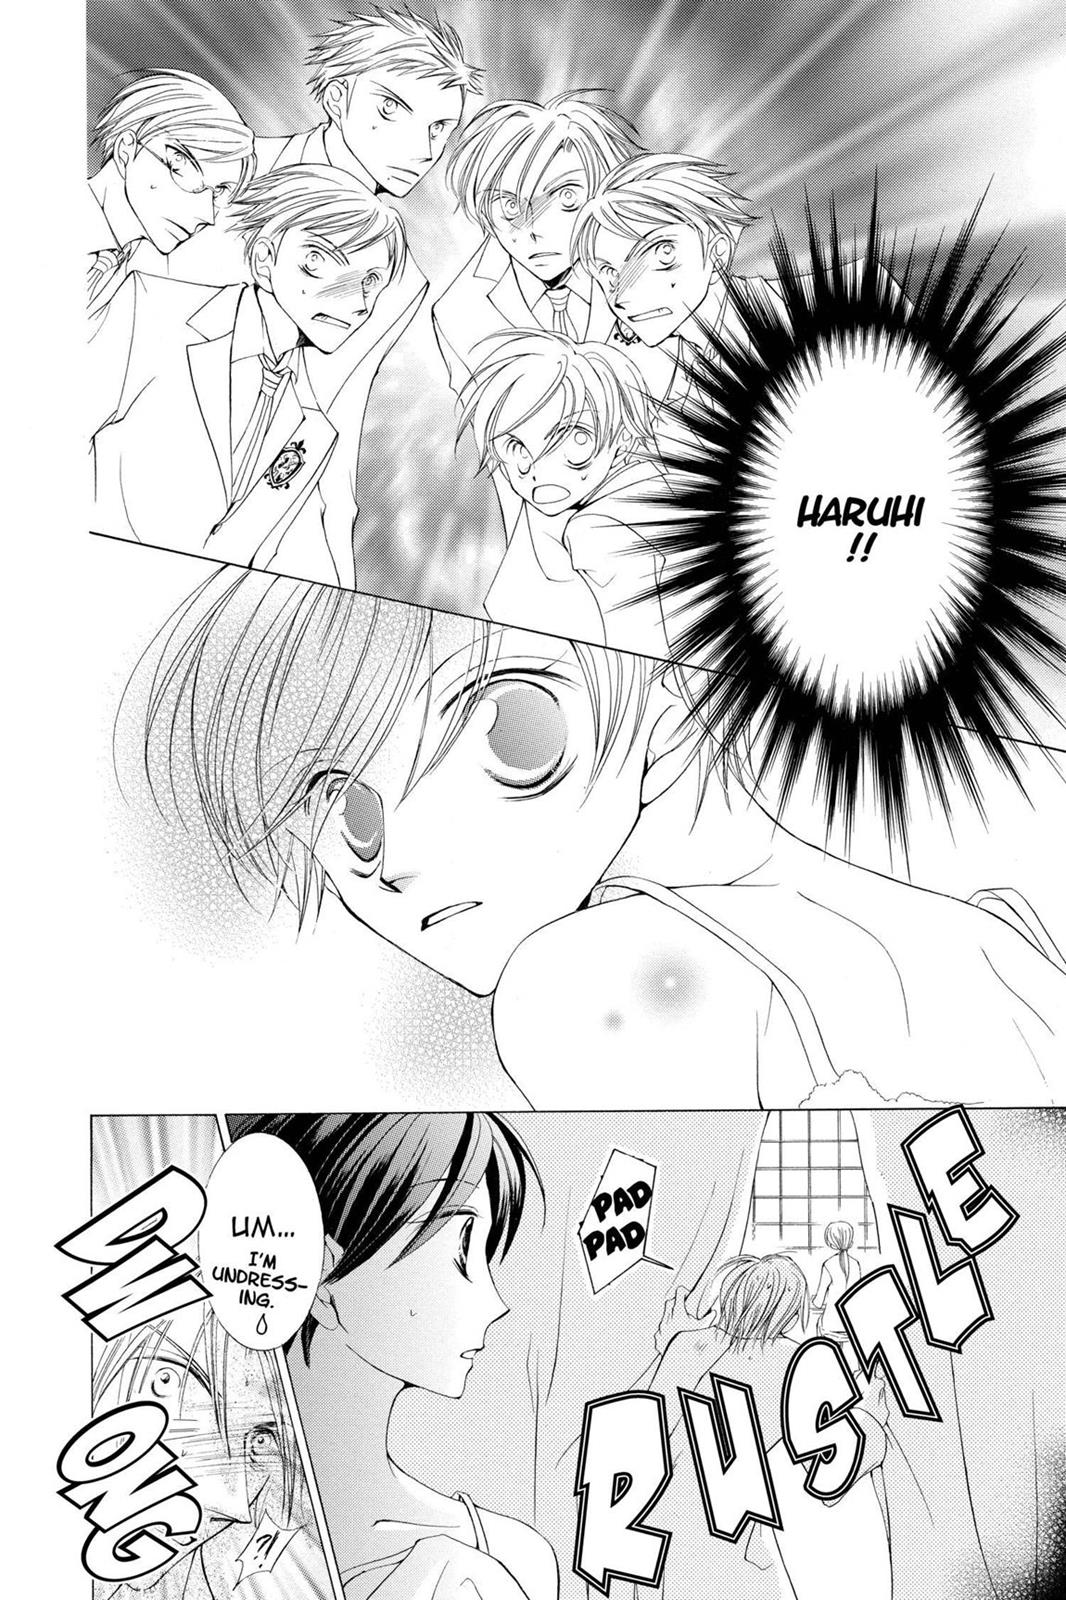 HARUHI
!!
RUSTLE
PAD
PAD
UM...
I'M
UNDRESS-
ING.
DWONG
?!